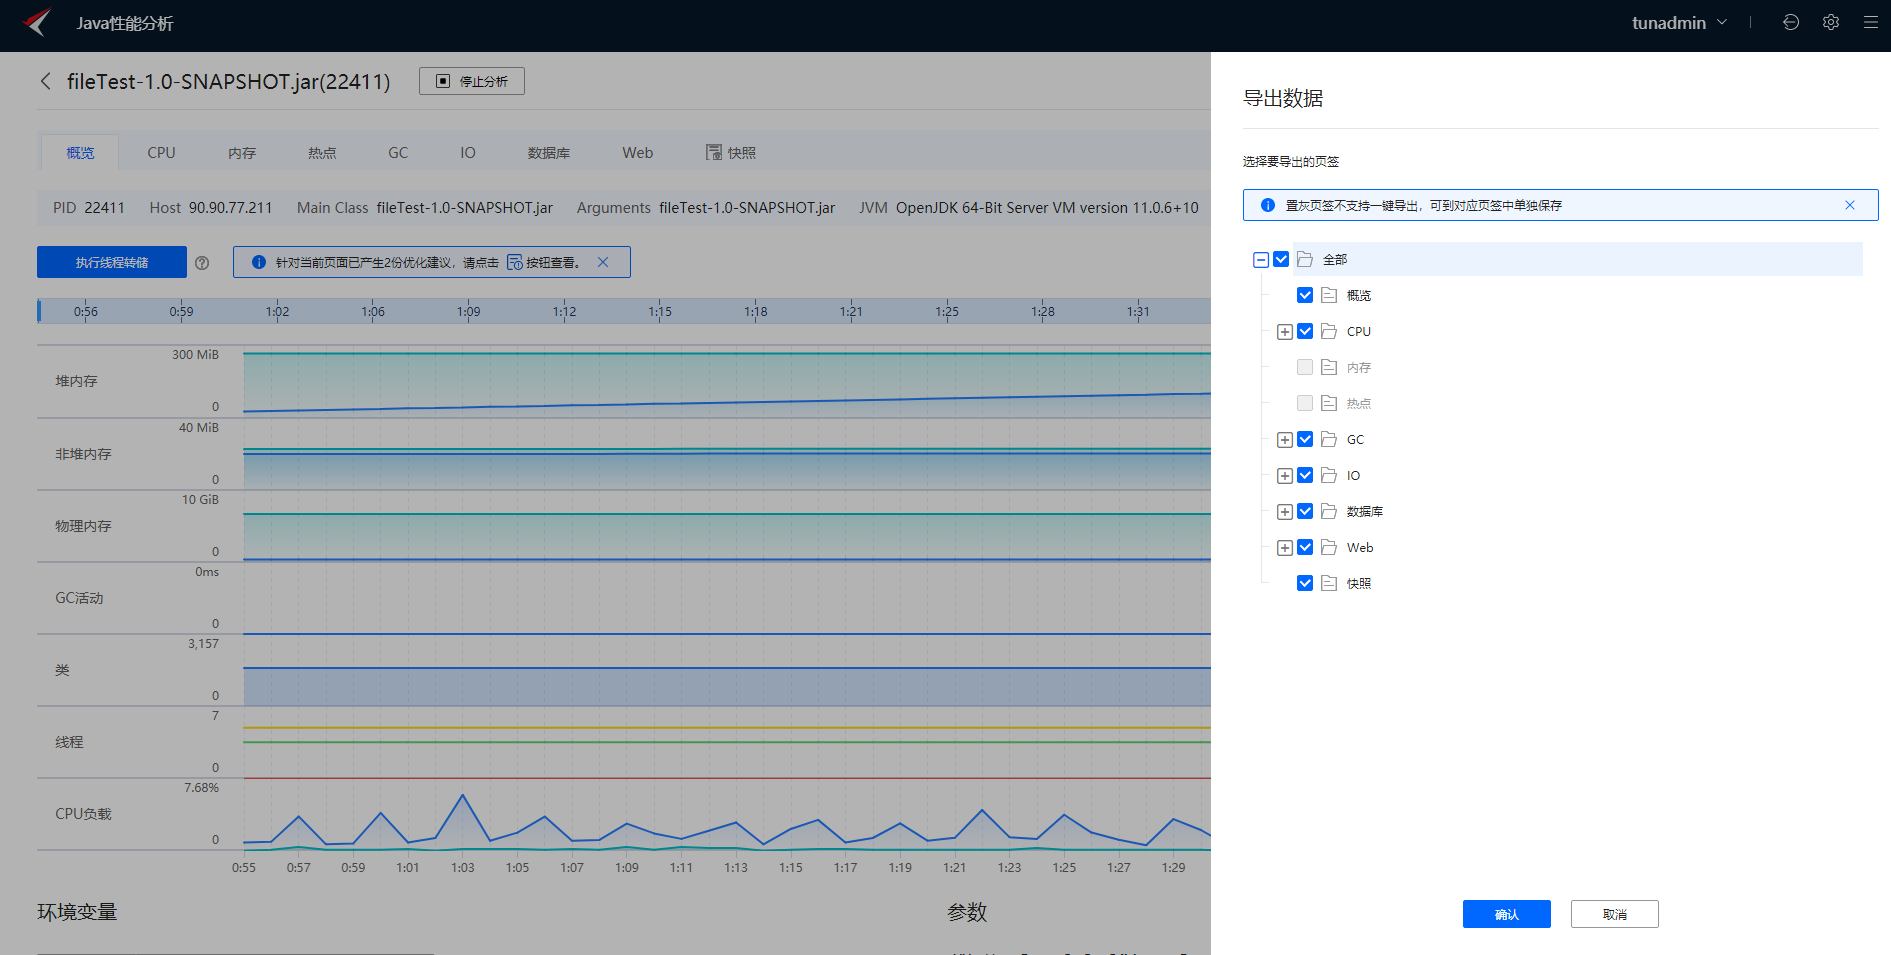 Java性能分析
tunadmin
fileTest-1.0-SNAPSHOT.jar(22411)
停止分析
概览 CPU 内存 热点 GC IO 数据库 Web 快照
PID 22411 Host 90.90.77.211 Main Class fileTest-1.0-SNAPSHOT.jar Arguments fileTest-1.0-SNAPSHOT.jar JVM OpenJDK 64-Bit Server VM version 11.0.6+10
执行线程转储
针对当前页面已产生2份优化建议，请点击 按钮查看。
0:56 0:59 1:02 1:06 1:09 1:12 1:15 1:18 1:21 1:25 1:28 1:31
300 MiB
堆内存
0
40 MiB
非堆内存
0
10 GiB
物理内存
0
0ms
GC活动
0
3,157
类
0
7
线程
0
7.68%
CPU负载
0
0:55 0:57 0:59 1:01 1:03 1:05 1:07 1:09 1:11 1:13 1:15 1:17 1:19 1:21 1:23 1:25 1:27 1:29
环境变量
参数
导出数据
选择要导出的页签
置灰页签不支持一键导出，可到对应页签中单独保存
全部
概览
CPU
内存
热点
GC
IO
数据库
Web
快照
确认
取消